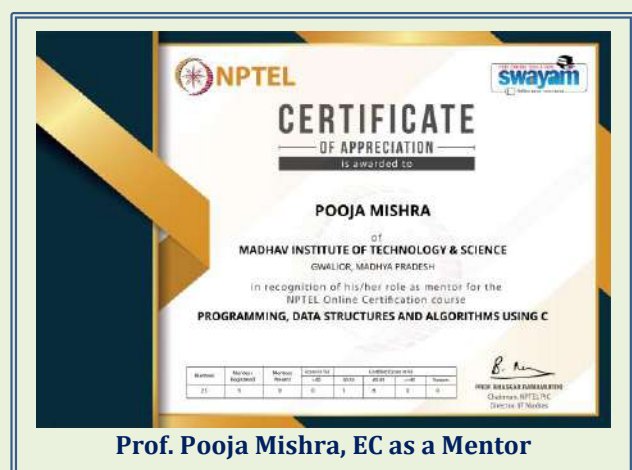 NPTEL
swayam
CERTIFICATE
OF APPRECIATION
is awarded to
POOJA MISHRA
of
MADHAV INSTITUTE OF TECHNOLOGY & SCIENCE
GWALIOR, MADHYA PRADESH
in recognition of his/her role as mentor for the
NPTEL Online Certification course
PROGRAMMING, DATA STRUCTURES AND ALGORITHMS USING C
Chairman, NPTEL
Prof. Pooja Mishra, EC as a Mentor